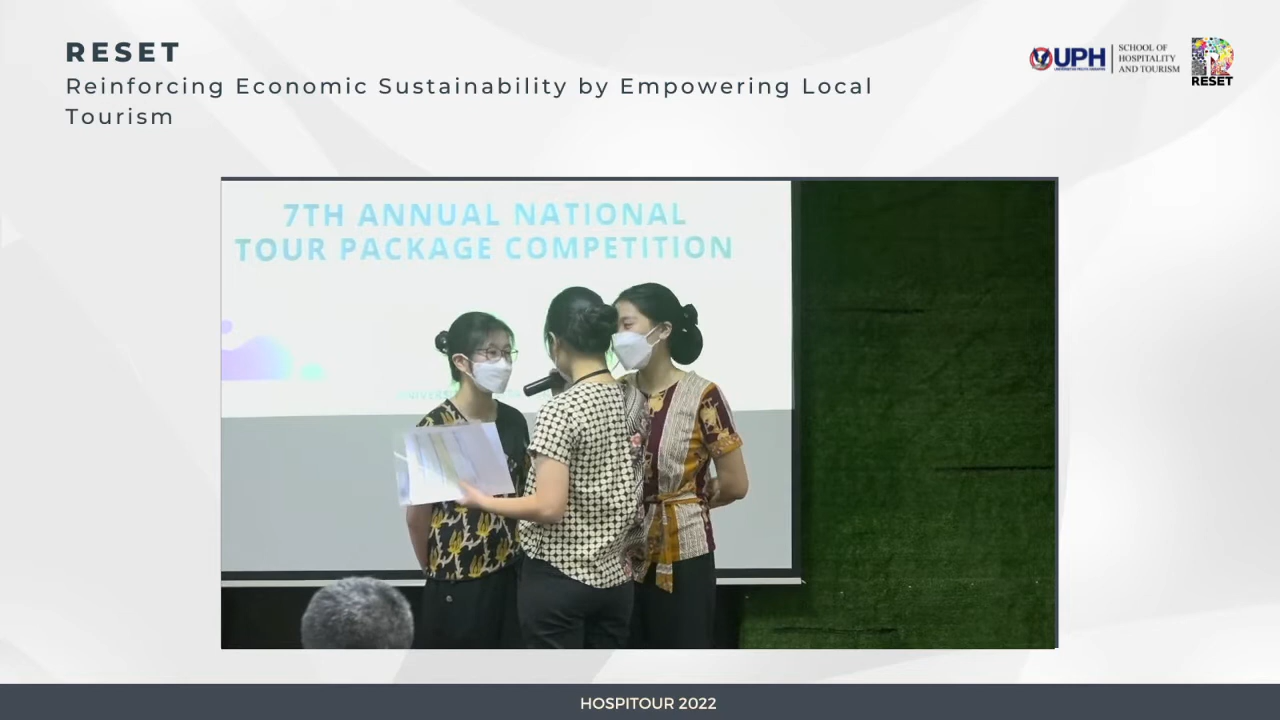 RESET
Reinforcing Economic Sustainability by Empowering Local
Tourism
UPH
SCHOOL OF
HOSPITALITY
AND TOURISM
RESET
7TH ANNUAL NATIONAL
TOUR PACKAGE COMPETITION
HOSPITOUR 2022